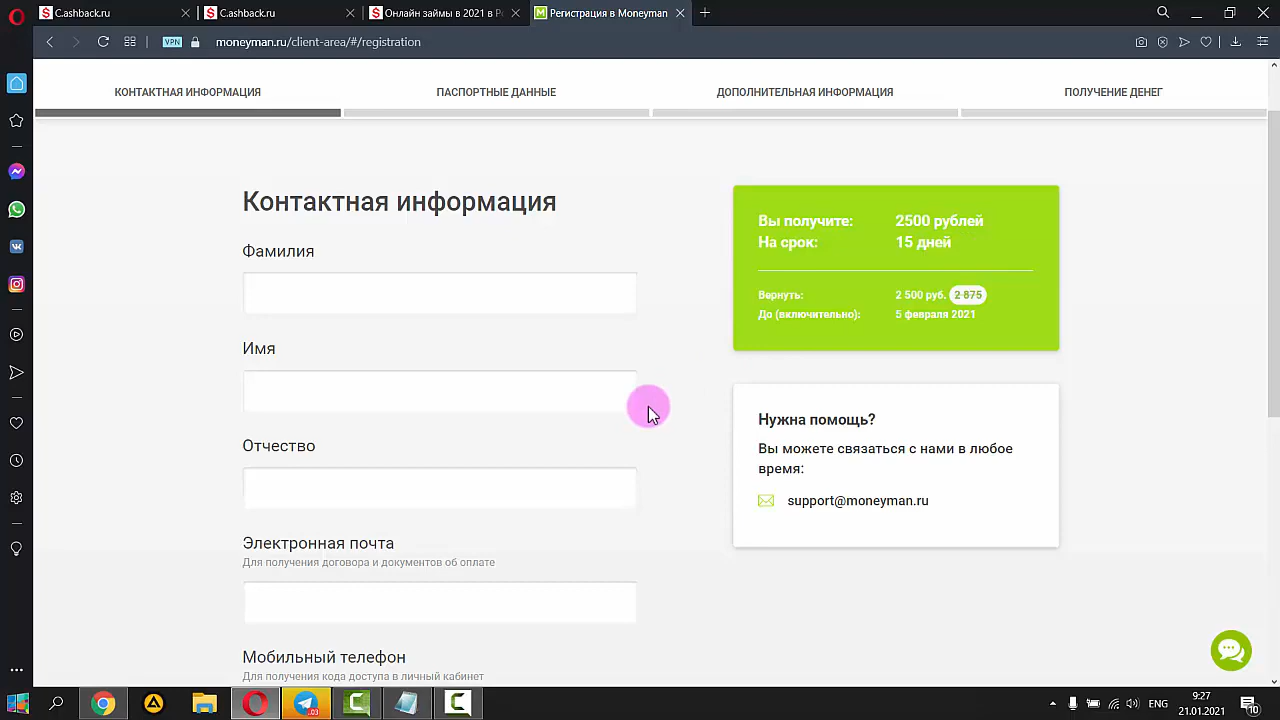 C.ashback.ru
C.ashback.ru
Онлайн займы в 2021 в Р
Регистрация в Moneyman
VPN
moneyman.ru/client-area/#/registration
КОНТАКТНАЯ ИНФОРМАЦИЯ
ПАСПОРТНЫЕ ДАННЫЕ
ДОПОЛНИТЕЛЬНАЯ ИНФОРМАЦИЯ
ПОЛУЧЕНИЕ ДЕНЕГ
Контактная информация
Фамилия
Имя
Отчество
Электронная почта
Для получения договора и документов об оплате
Мобильный телефон
Для получения кода доступа в личный кабинет
Вы получите: 2500 рублей
На срок: 15 дней
Вернуть: 2 500 руб. 2 875
До (включительно): 5 февраля 2021
Нужна помощь?
Вы можете связаться с нами в любое
время:
support@moneyman.ru
.03
ENG
9:27
21.01.2021
10